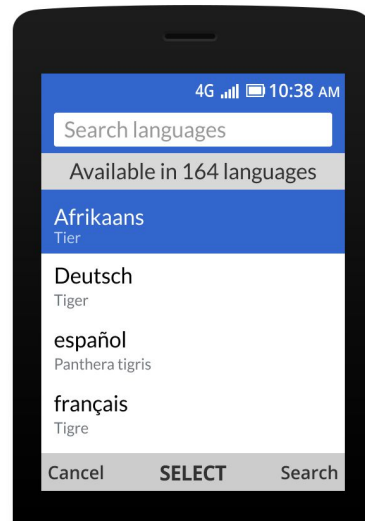 4G 10:38 AM
Search languages
Available in 164 languages
Afrikaans
Tier
Deutsch
Tiger
español
Panthera tigris
français
Tigre
Cancel SELECT Search